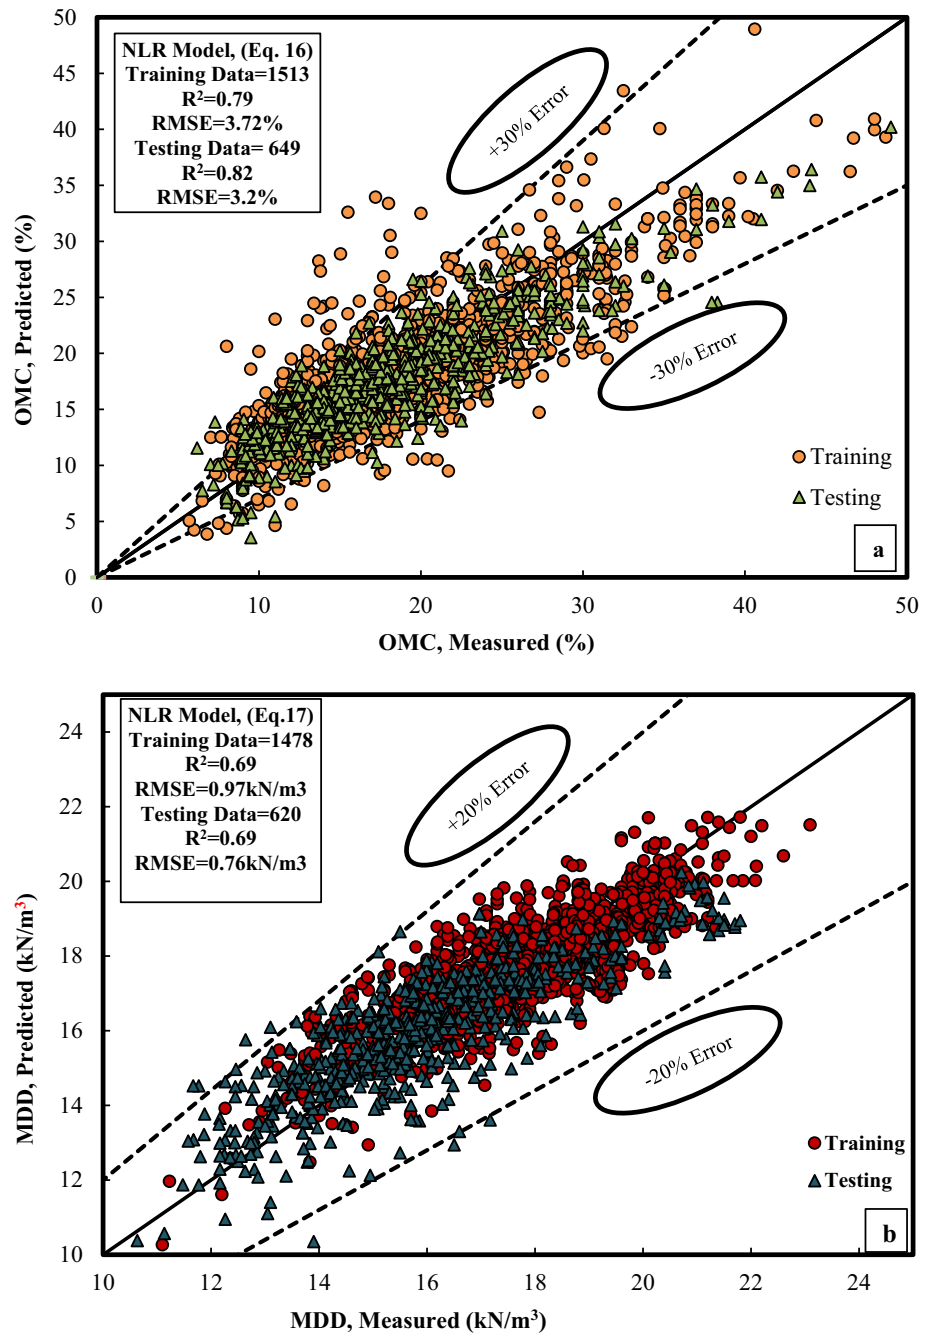 50
45
40
35
30
25
20
15
10
5
0
OMC, Predicted (%)
NLR Model, (Eq. 16)
Training Data=1513
R²=0.79
RMSE=3.72%
Testing Data= 649
R²=0.82
RMSE=3.2%
+30% Error
-30% Error
Training
Testing
a
0 10 20 30 40 50
OMC, Measured (%)
24
22
20
18
16
14
12
10
MDD, Predicted (kN/m³)
NLR Model, (Eq.17)
Training Data=1478
R²=0.69
RMSE=0.97kN/m3
Testing Data=620
R²=0.69
RMSE=0.76kN/m3
+20% Error
-20% Error
Training
Testing
b
10 12 14 16 18 20 22 24
MDD, Measured (kN/m³)